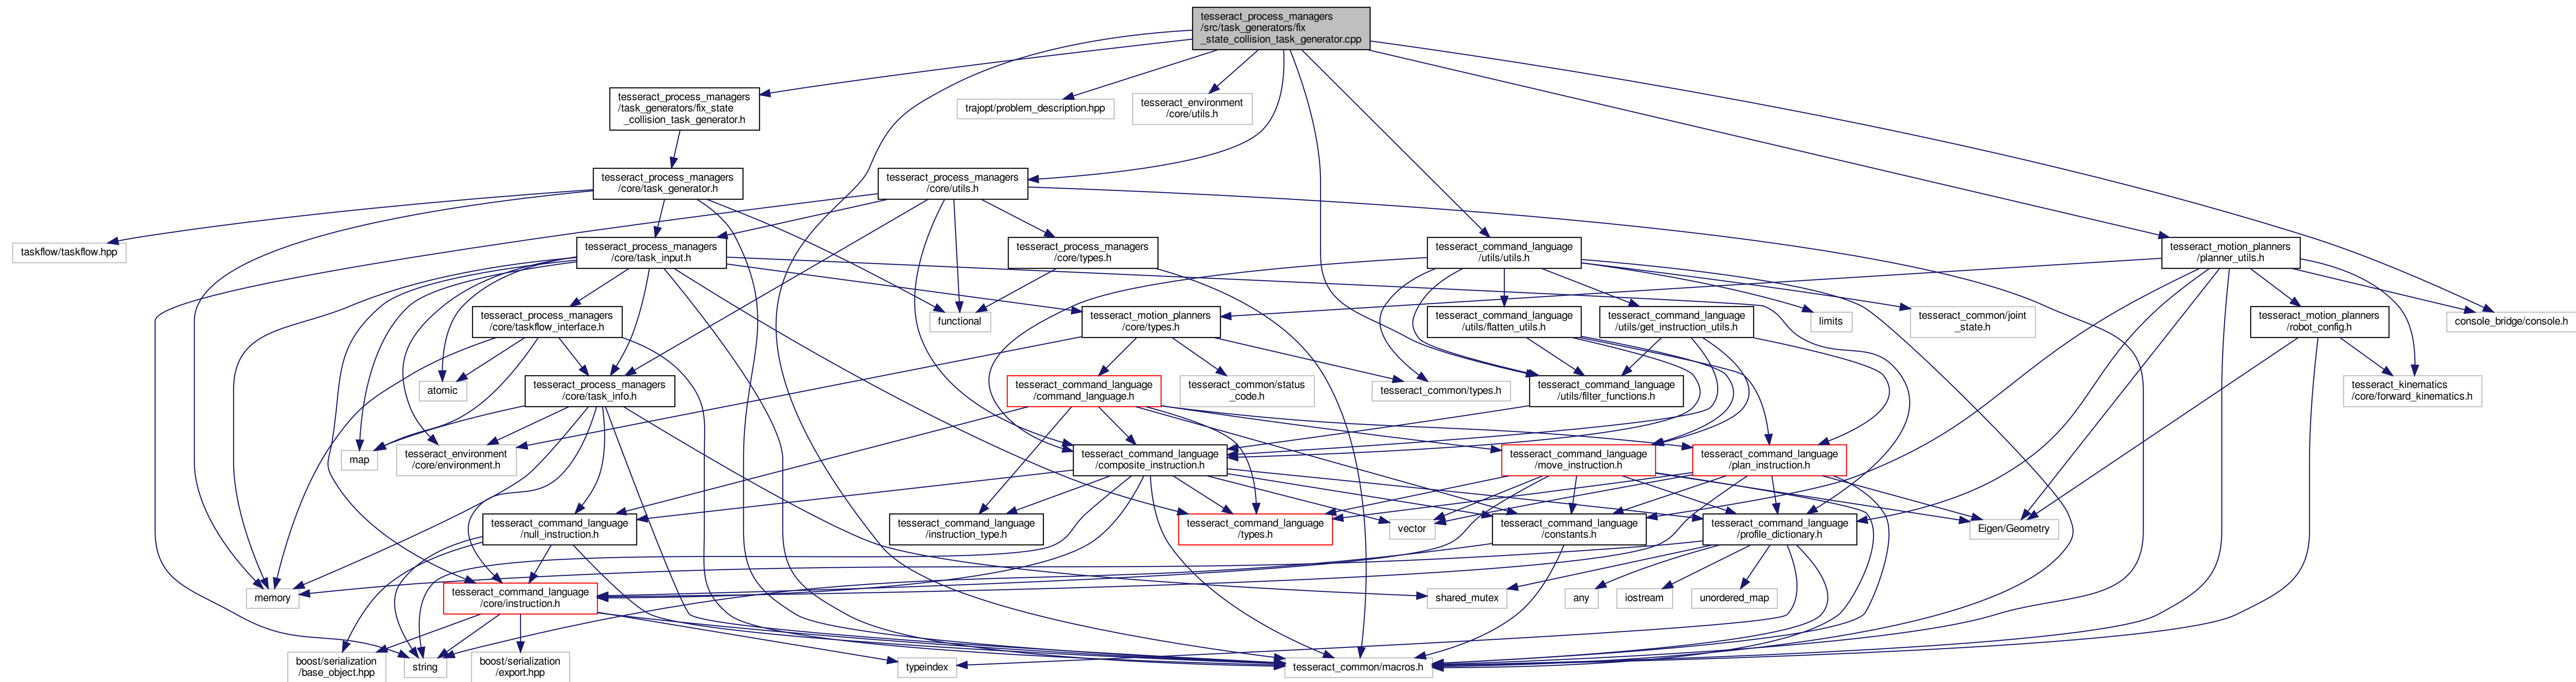 tesseract_process_managers
/src/task_generators/fix
_state_collision_task_generator.cpp
tesseract_process_managers
/task_generators/fix_state
_collision_task_generator.h
trajopt/problem_description.hpp
tesseract_environment
/core/utils.h
tesseract_process_managers
/core/task_generator.h
tesseract_process_managers
/core/utils.h
taskflow/taskflow.hpp
tesseract_process_managers
/core/task_input.h
tesseract_process_managers
/core/types.h
tesseract_command_language
/utils/utils.h
tesseract_motion_planners
/planner_utils.h
tesseract_process_managers
/core/taskflow_interface.h
functional
tesseract_motion_planners
/core/types.h
tesseract_command_language
/utils/flatten_utils.h
tesseract_command_language
/utils/get_instruction_utils.h
limits
tesseract_common/joint
_state.h
tesseract_motion_planners
/robot_config.h
console_bridge/console.h
atomic
tesseract_process_managers
/core/task_info.h
tesseract_command_language
/command_language.h
tesseract_common/status
_code.h
tesseract_common/types.h
tesseract_command_language
/utils/filter_functions.h
tesseract_kinematics
/core/forward_kinematics.h
map
tesseract_environment
/core/environment.h
tesseract_command_language
/composite_instruction.h
tesseract_command_language
/move_instruction.h
tesseract_command_language
/plan_instruction.h
tesseract_command_language
/null_instruction.h
tesseract_command_language
/instruction_type.h
tesseract_command_language
/types.h
vector
tesseract_command_language
/constants.h
tesseract_command_language
/profile_dictionary.h
Eigen/Geometry
memory
tesseract_command_language
/core/instruction.h
shared_mutex
any
iostream
unordered_map
boost/serialization
/base_object.hpp
string
boost/serialization
/export.hpp
typeindex
tesseract_common/macros.h